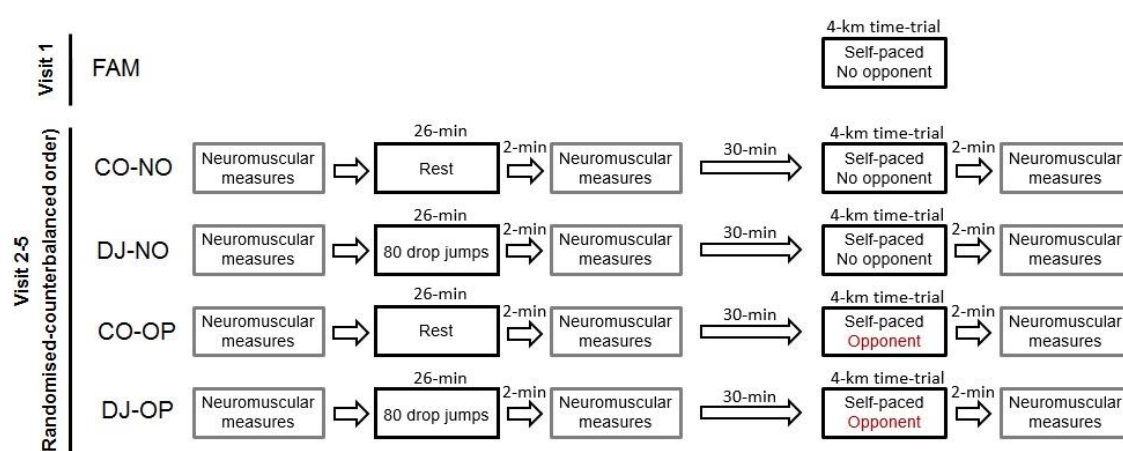 4-km time-trial
Visit 1
FAM
Self-paced
No opponent
Visit 2-5
Randomised-counterbalanced order)
26-min
4-km time-trial
CO-NO
Neuromuscular
measures
Rest
2-min
Neuromuscular
measures
30-min
Self-paced
No opponent
2-min
Neuromuscular
measures
26-min
4-km time-trial
DJ-NO
Neuromuscular
measures
80 drop jumps
2-min
Neuromuscular
measures
30-min
Self-paced
No opponent
2-min
Neuromuscular
measures
26-min
4-km time-trial
CO-OP
Neuromuscular
measures
Rest
2-min
Neuromuscular
measures
30-min
Self-paced
Opponent
2-min
Neuromuscular
measures
26-min
4-km time-trial
DJ-OP
Neuromuscular
measures
80 drop jumps
2-min
Neuromuscular
measures
30-min
Self-paced
Opponent
2-min
Neuromuscular
measures